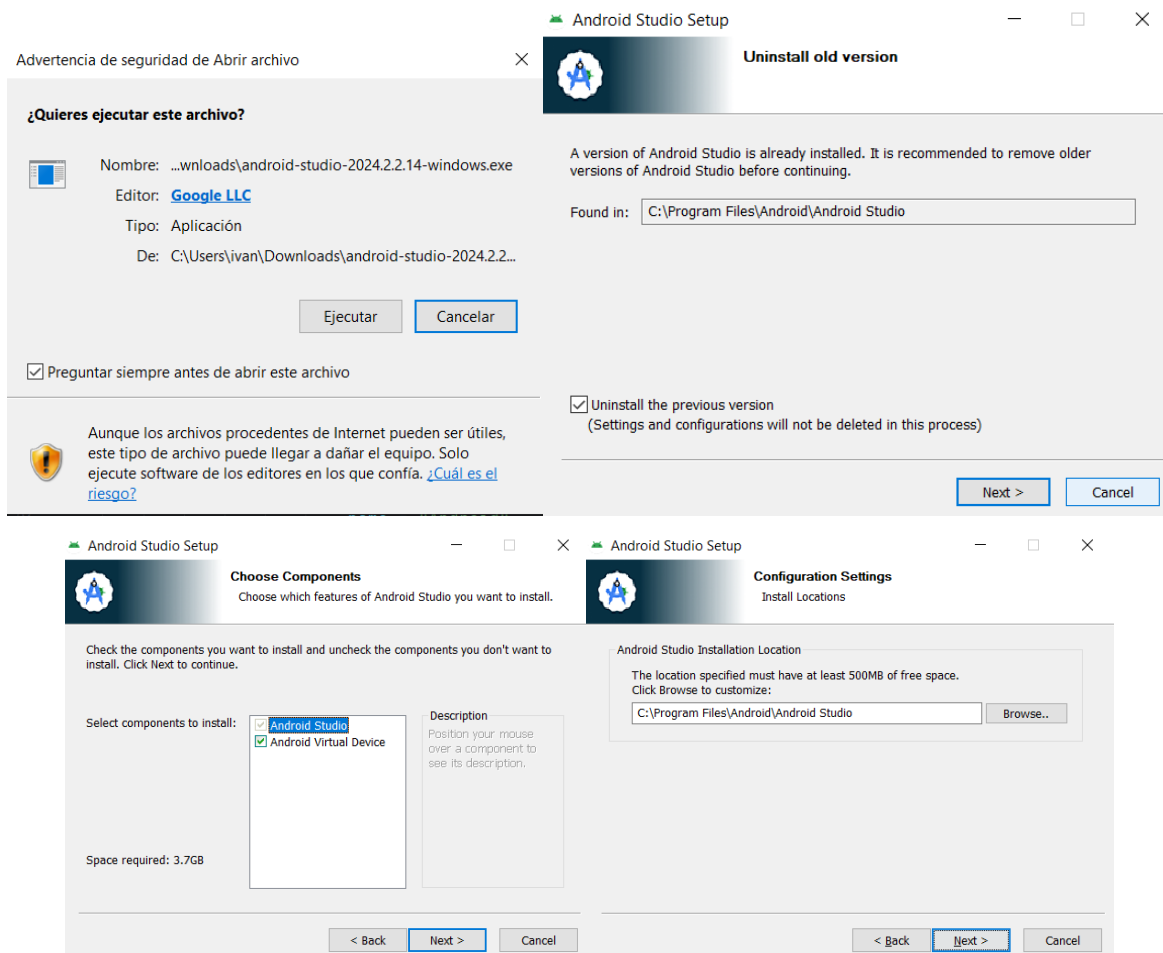 Advertencia de seguridad de Abrir archivo
¿Quieres ejecutar este archivo?
Nombre: ...wnloads\android-studio-2024.2.2.14-windows.exe
Editor: Google LLC
Tipo: Aplicación
De: C:\Users\ivan\Downloads\android-studio-2024.2.2...
Ejecutar
Cancelar
Preguntar siempre antes de abrir este archivo
Aunque los archivos procedentes de Internet pueden ser útiles,
este tipo de archivo puede llegar a dañar el equipo. Solo
ejecute software de los editores en los que confía. ¿Cuál es el
riesgo?
Android Studio Setup
Uninstall old version
A version of Android Studio is already installed. It is recommended to remove older
versions of Android Studio before continuing.
Found in: C:\Program Files\Android\Android Studio
Uninstall the previous version
(Settings and configurations will not be deleted in this process)
Next >
Cancel
Android Studio Setup
Choose Components
Choose which features of Android Studio you want to install.
Check the components you want to install and uncheck the components you don't want to
install. Click Next to continue.
Select components to install:
Android Studio
Android Virtual Device
Description
Position your mouse
over a component to
see its description.
Space required: 3.7GB
< Back
Next >
Cancel
Android Studio Setup
Configuration Settings
Install Locations
Android Studio Installation Location
The location specified must have at least 500MB of free space.
Click Browse to customize:
C:\Program Files\Android\Android Studio
Browse..
< Back
Next >
Cancel